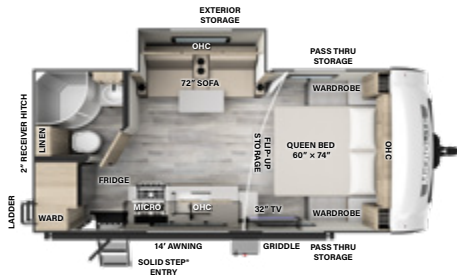 EXTERIOR
STORAGE
OHC
PASS THRU
STORAGE
72" SOFA
WARDROBE
2" RECEIVER HITCH
LINEN
FLIP-UP
STORAGE
QUEEN BED
60" × 74"
OHC
FRIDGE
LADDER
WARD
MICRO
OHC
32" TV
WARDROBE
14' AWNING
GRIDDLE
PASS THRU
STORAGE
SOLID STEP®
ENTRY